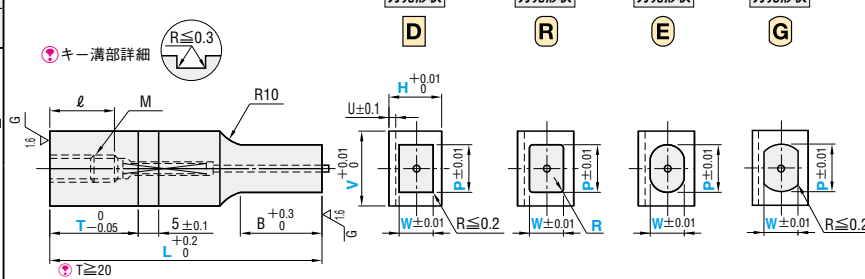 D R E G
キー溝部詳細
R≦0.3
H +0.01 0
U±0.1
ℓ M R10
G 1.6
V +0.01 0
P±0.01
P±0.01
P±0.01
P±0.01
T 0 −0.05
5±0.1
B +0.3 0
1.6 G
W±0.01
R≦0.2
W±0.01
R
W±0.01
W±0.01
R≦0.2
L +0.2 0
T≧20